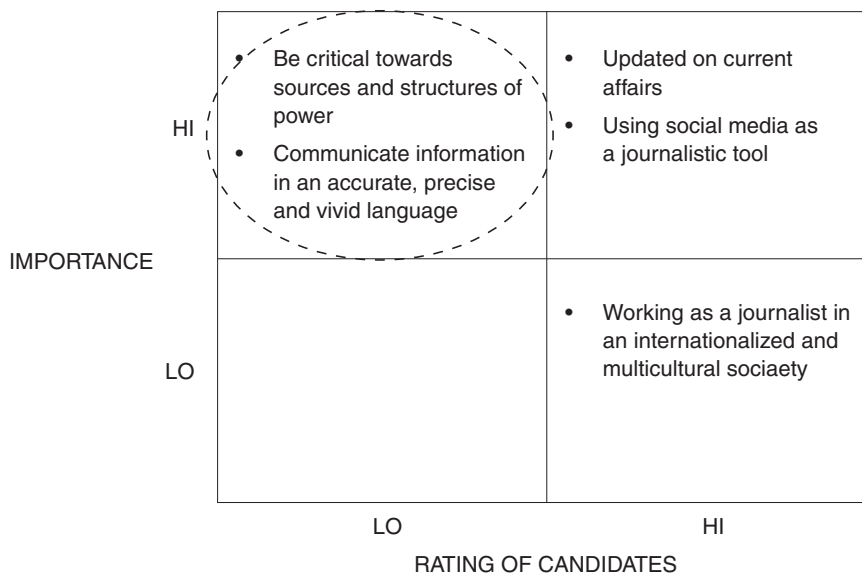 • Be critical towards
sources and structures of
power
• Communicate information
in an accurate, precise
and vivid language
• Updated on current
affairs
• Using social media as
a journalistic tool
HI
IMPORTANCE
• Working as a journalist in
an internationalized and
multicultural sociaety
LO
LO
HI
RATING OF CANDIDATES